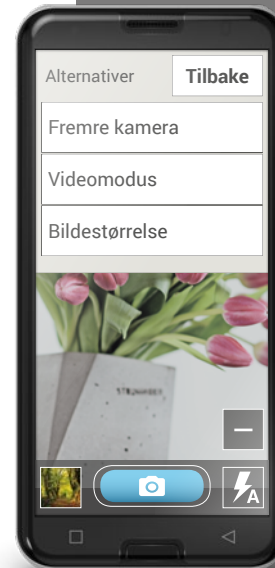 Alternativer
Tilbake
Fremre kamera
Videomodus
Bildestørrelse
A